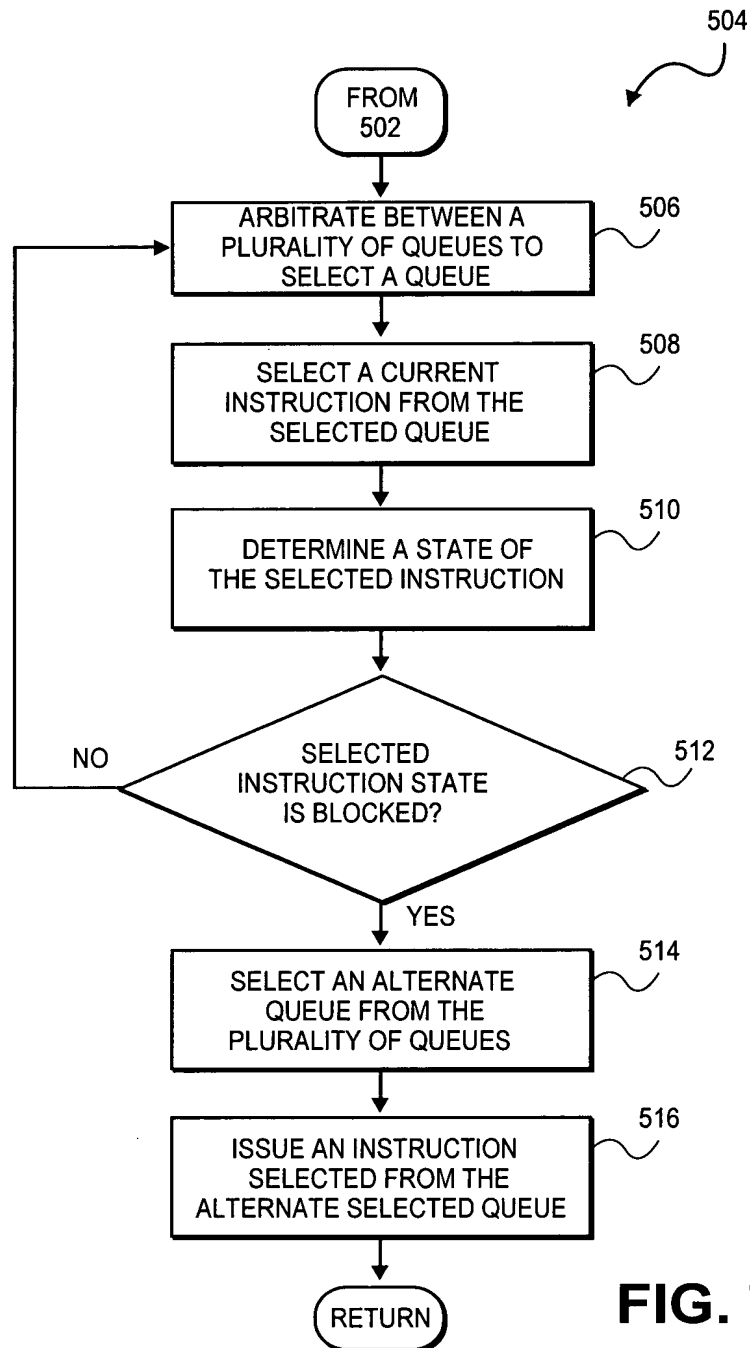 504
FROM
502
ARBITRATE BETWEEN A
PLURALITY OF QUEUES TO
SELECT A QUEUE
506
SELECT A CURRENT
INSTRUCTION FROM THE
SELECTED QUEUE
508
DETERMINE A STATE OF
THE SELECTED INSTRUCTION
510
SELECTED
INSTRUCTION STATE
IS BLOCKED?
512
NO
YES
SELECT AN ALTERNATE
QUEUE FROM THE
PLURALITY OF QUEUES
514
ISSUE AN INSTRUCTION
SELECTED FROM THE
ALTERNATE SELECTED QUEUE
516
RETURN
FIG.